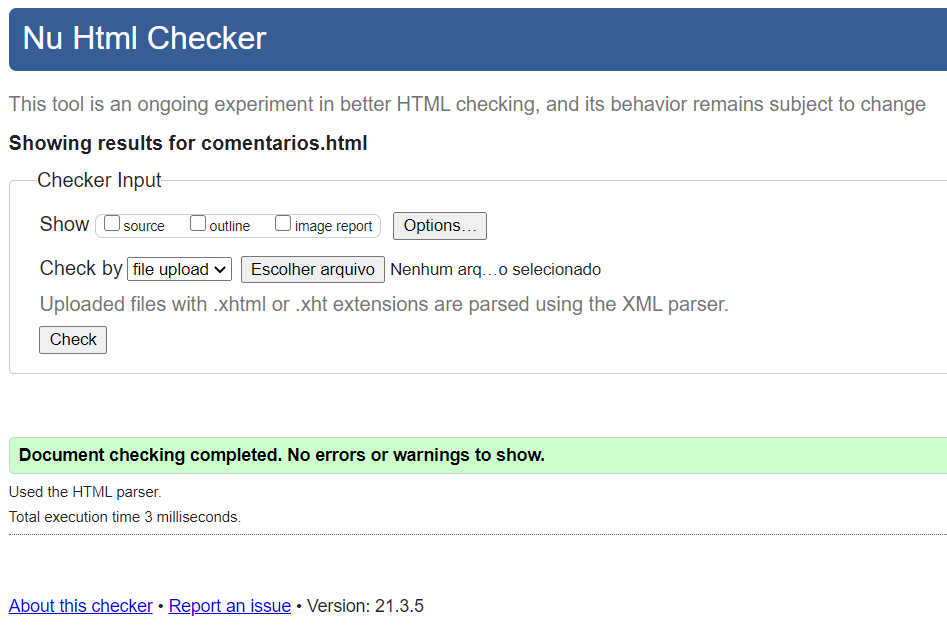 Nu Html Checker
This tool is an ongoing experiment in better HTML checking, and its behavior remains subject to change
Showing results for comentarios.html
Checker Input
Show source outline image report Options...
Check by file upload Escolher arquivo Nenhum arq...o selecionado
Uploaded files with .xhtml or .xht extensions are parsed using the XML parser.
Check
Document checking completed. No errors or warnings to show.
Used the HTML parser.
Total execution time 3 milliseconds.
About this checker • Report an issue • Version: 21.3.5